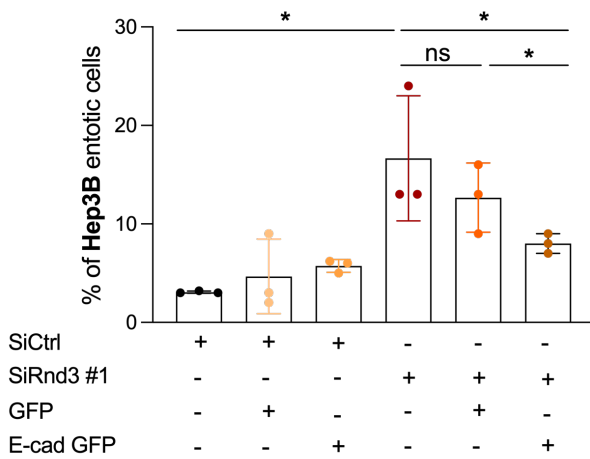 * *
ns *
% of Hep3B entotic cells
30
20
10
0
SiCtrl + + + - - -
SiRnd3 #1 - - - + + +
GFP - + - - + -
E-cad GFP - - + - - +